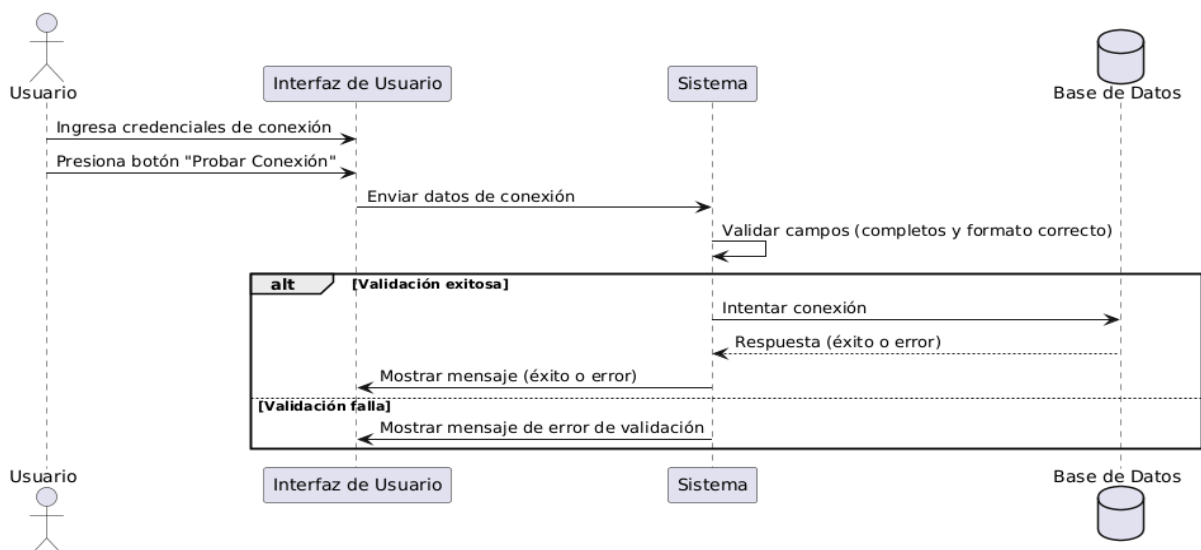 Usuario
Interfaz de Usuario
Sistema
Base de Datos
Ingresa credenciales de conexión
Presiona botón "Probar Conexión"
Enviar datos de conexión
Validar campos (completos y formato correcto)
alt
[Validación exitosa]
Intentar conexión
Respuesta (éxito o error)
Mostrar mensaje (éxito o error)
[Validación falla]
Mostrar mensaje de error de validación
Usuario
Interfaz de Usuario
Sistema
Base de Datos